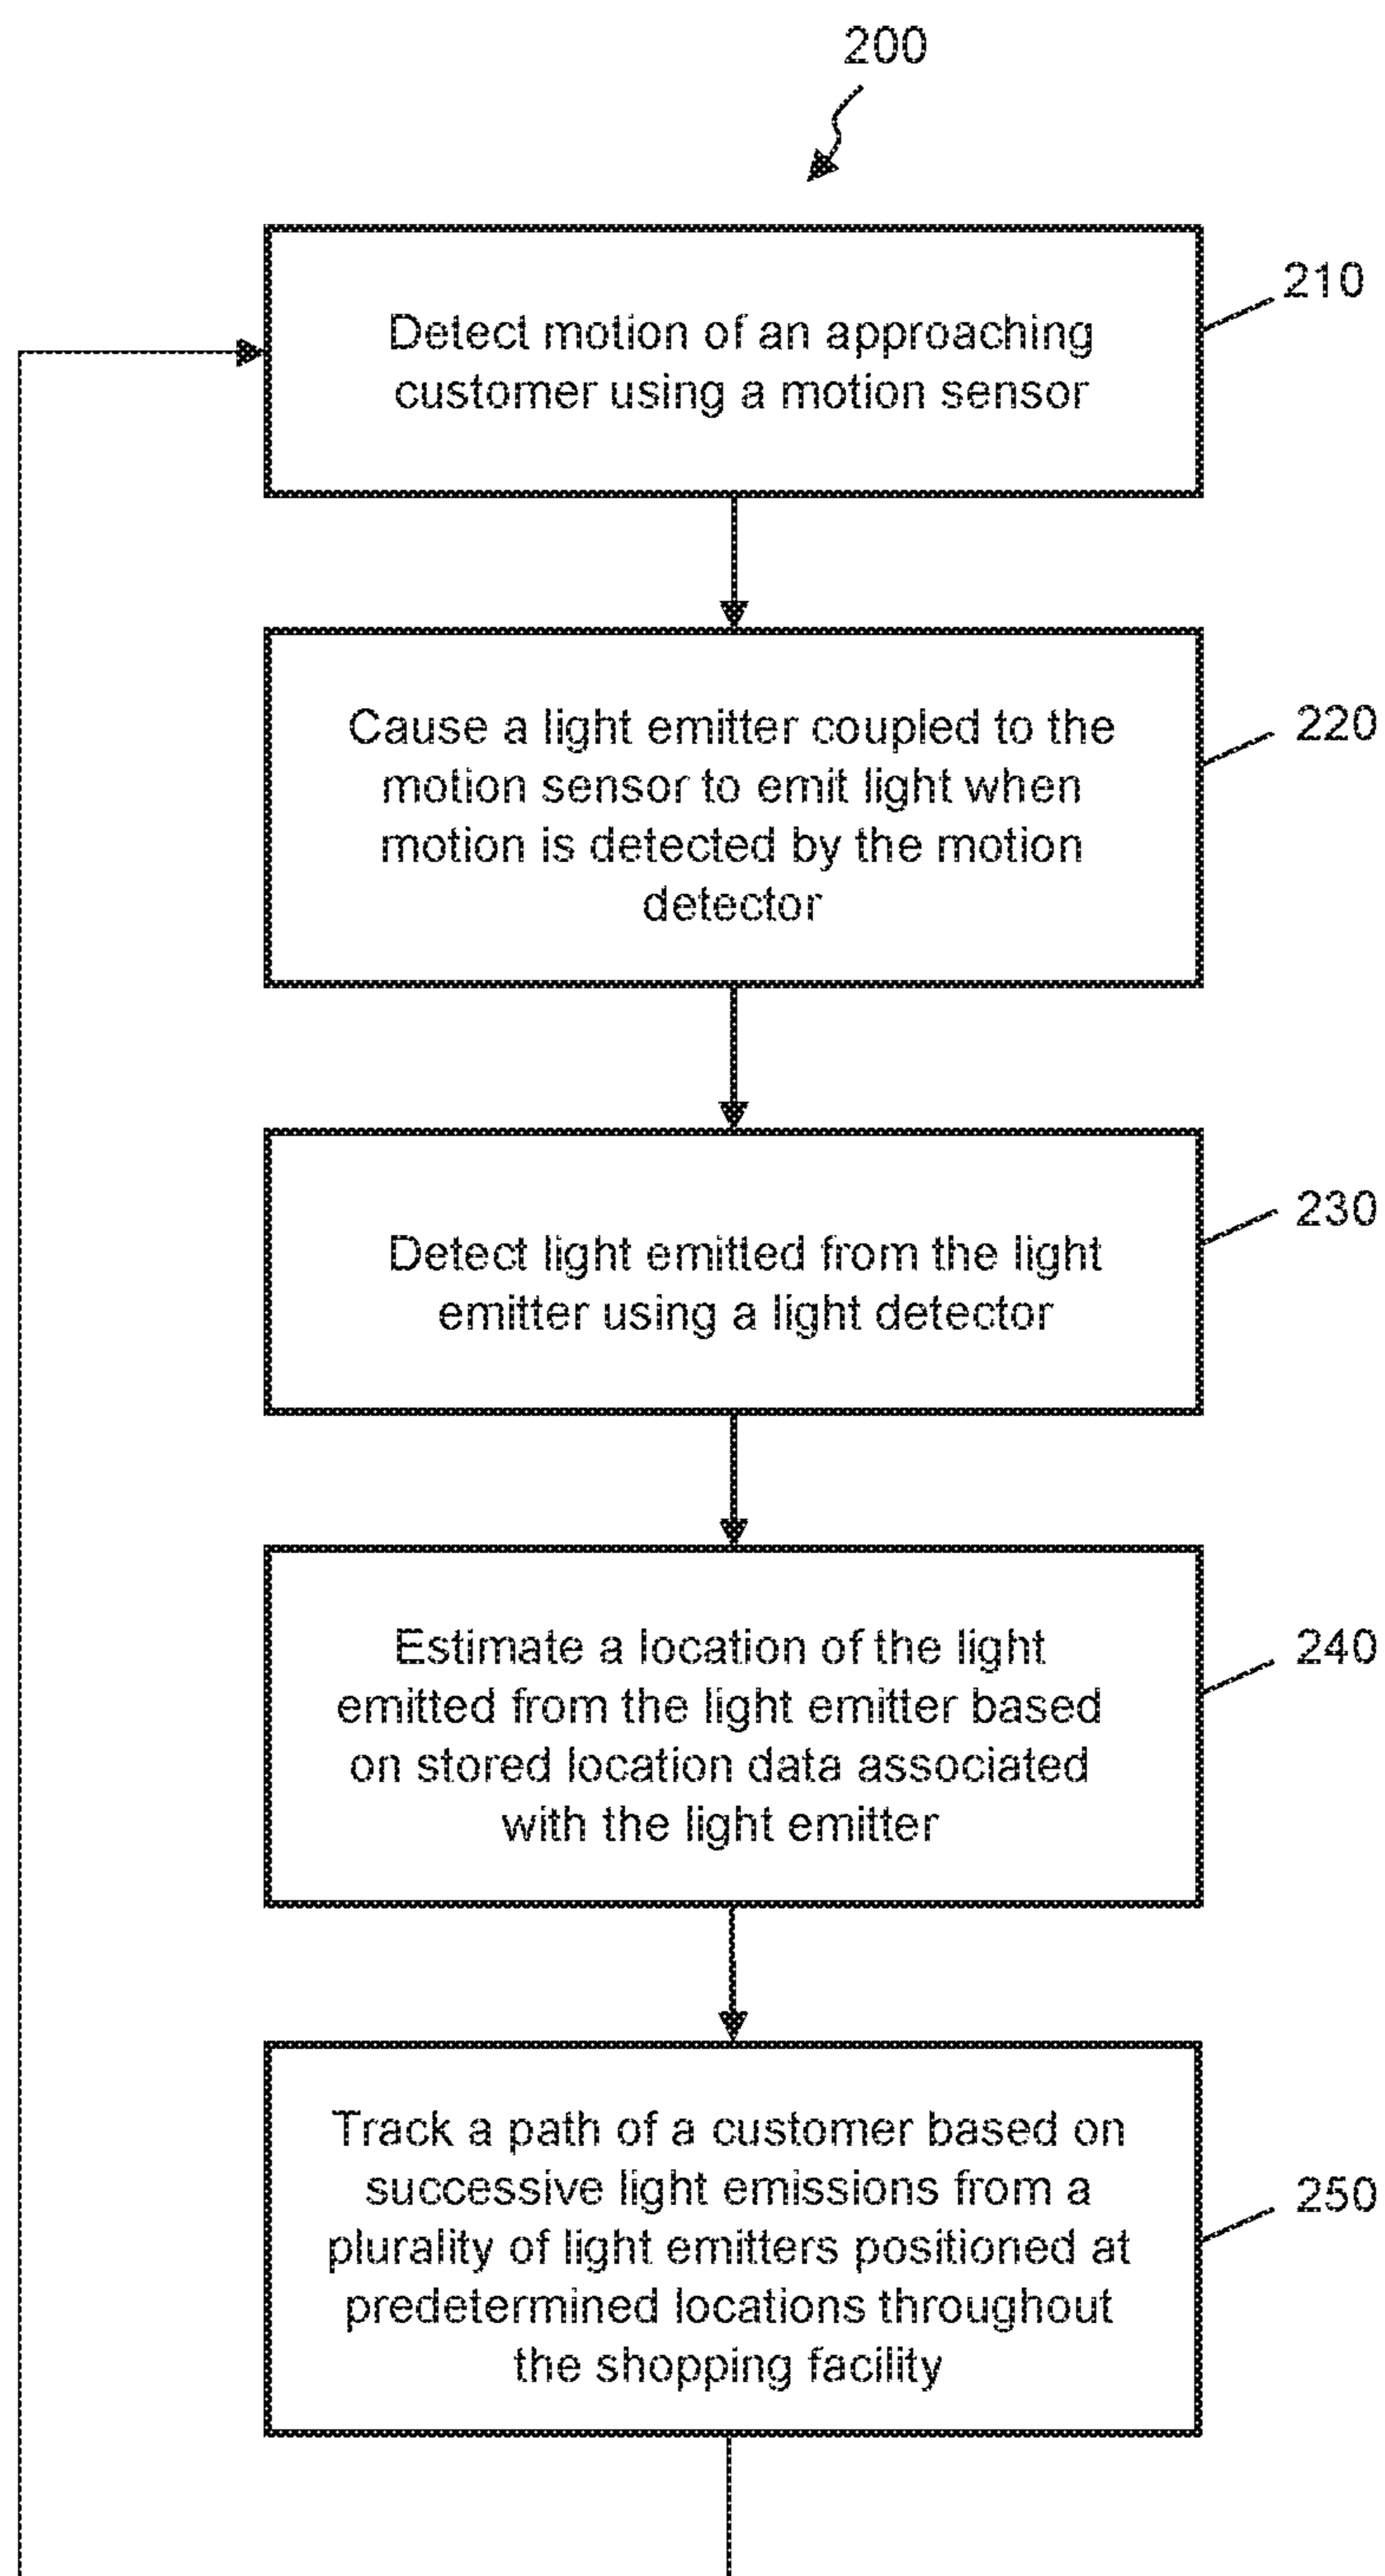 200
Detect motion of an approaching
customer using a motion sensor
210
Cause a light emitter coupled to the
motion sensor to emit light when
motion is detected by the motion
detector
220
Detect light emitted from the light
emitter using a light detector
230
Estimate a location of the light
emitted from the light emitter based
on stored location data associated
with the light emitter
240
Track a path of a customer based on
successive light emissions from a
plurality of light emitters positioned at
predetermined locations throughout
the shopping facility
250